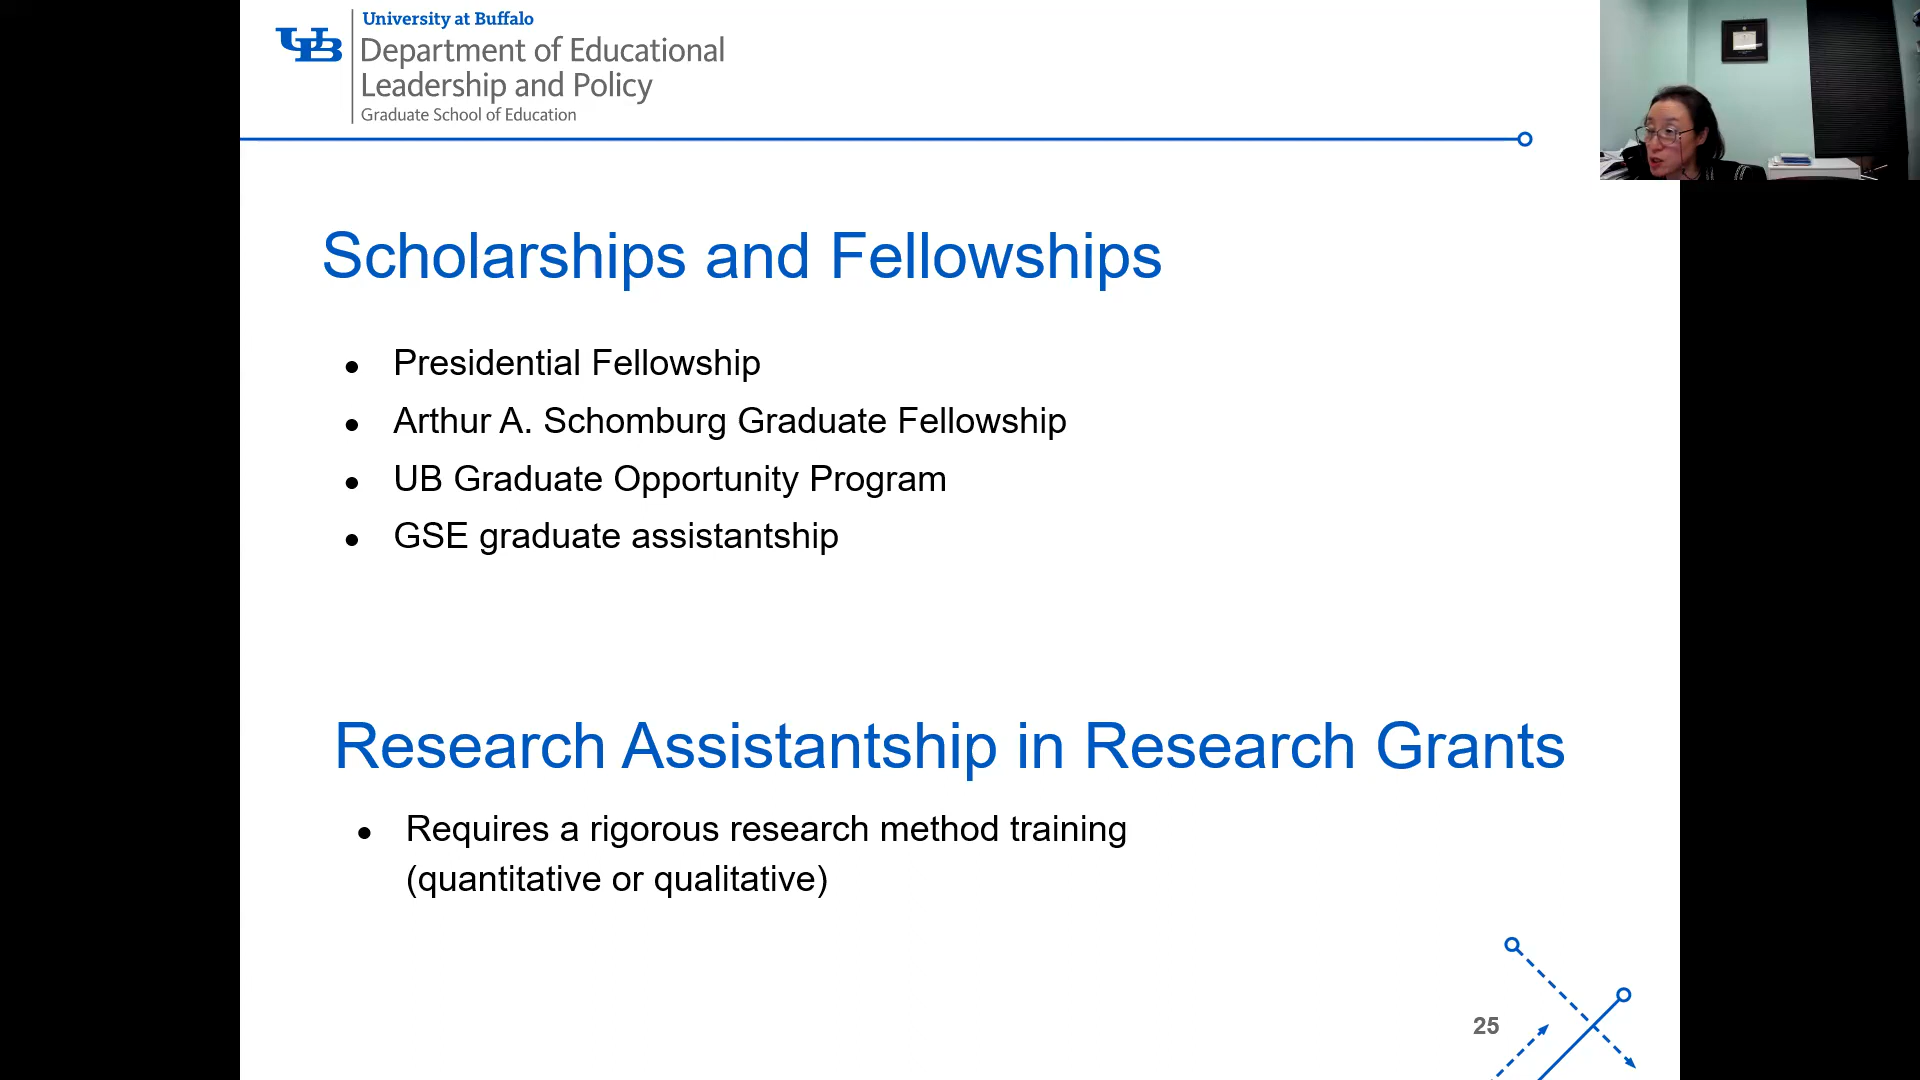 University at Buffalo
UB
Department of Educational
Leadership and Policy
Graduate School of Education
Scholarships and Fellowships
● Presidential Fellowship
● Arthur A. Schomburg Graduate Fellowship
● UB Graduate Opportunity Program
● GSE graduate assistantship
Research Assistantship in Research Grants
● Requires a rigorous research method training
(quantitative or qualitative)
25